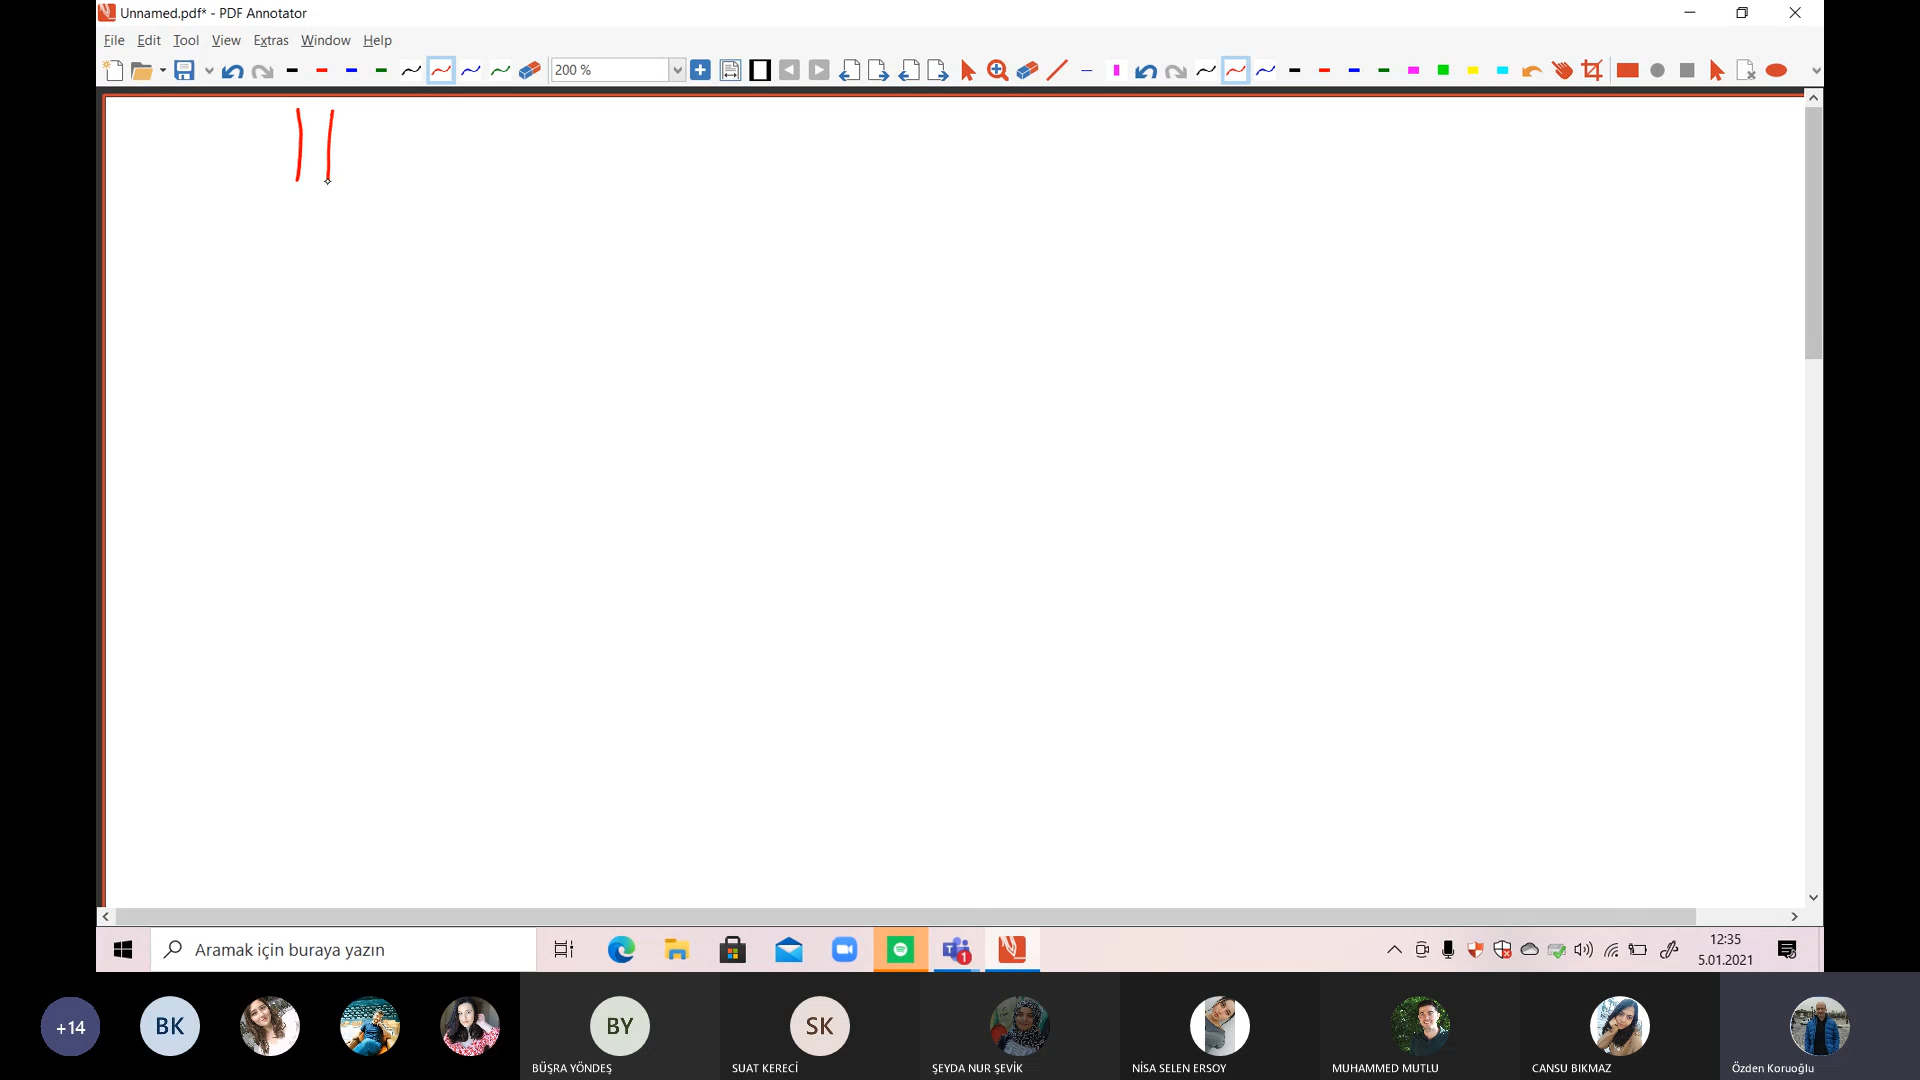 Unnamed.pdf* - PDF Annotator
File Edit Tool View Extras Window Help
200 %
||
Aramak için buraya yazın
1
12:35
5.01.2021
+14
BK
BY
SK
BÜŞRA YÖNDEŞ
SUAT KERECİ
ŞEYDA NUR ŞEVİK
NİSA SELEN ERSOY
MUHAMMED MUTLU
CANSU BIKMAZ
Özden Koruoğlu